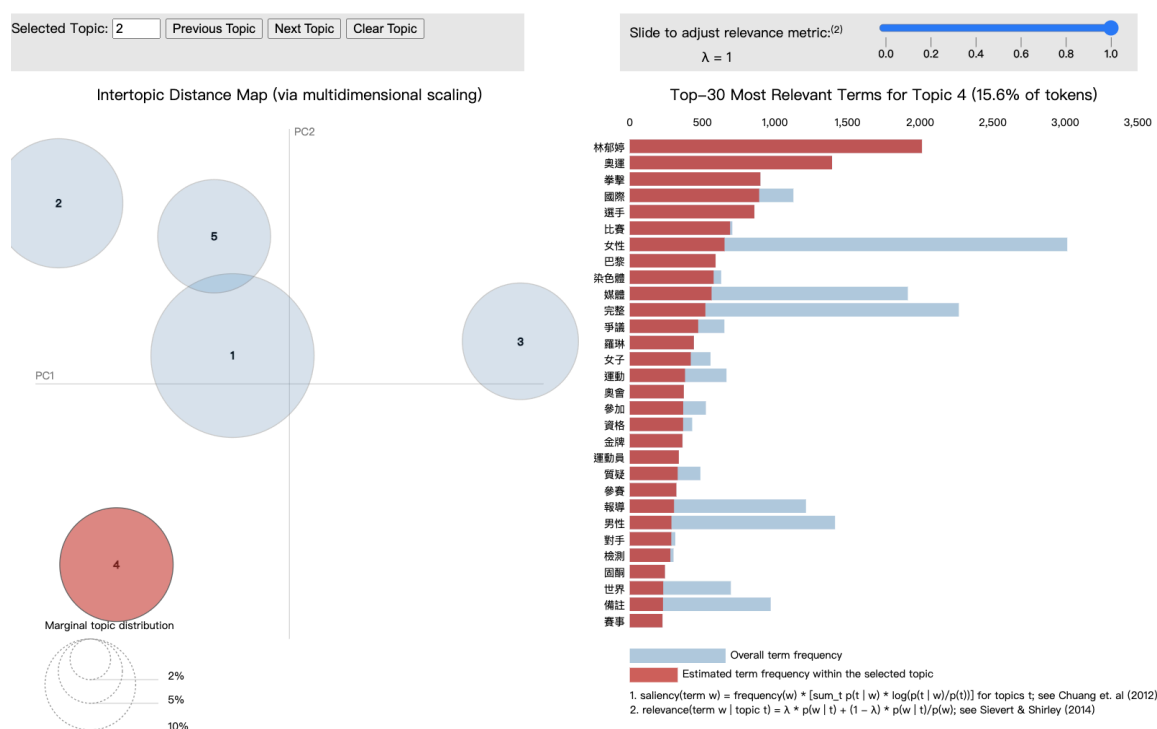 Selected Topic: 2 Previous Topic Next Topic Clear Topic
Slide to adjust relevance metric:(2)
λ = 1
0.0 0.2 0.4 0.6 0.8 1.0
Intertopic Distance Map (via multidimensional scaling)
PC2
PC1
2
5
1
3
4
Marginal topic distribution
2%
5%
10%
Top-30 Most Relevant Terms for Topic 4 (15.6% of tokens)
0 500 1,000 1,500 2,000 2,500 3,000 3,500
林郁婷
奧運
拳擊
國際
選手
比賽
女性
巴黎
染色體
媒體
完整
爭議
羅琳
女子
運動
奧會
參加
資格
金牌
運動員
質疑
參賽
報導
男性
對手
檢測
固酮
世界
備註
賽事
Overall term frequency
Estimated term frequency within the selected topic
1. saliency(term w) = frequency(w) * [sum_t p(t | w) * log(p(t | w)/p(t))] for topics t; see Chuang et. al (2012)
2. relevance(term w | topic t) = λ * p(w | t) + (1 − λ) * p(w | t)/p(w); see Sievert & Shirley (2014)